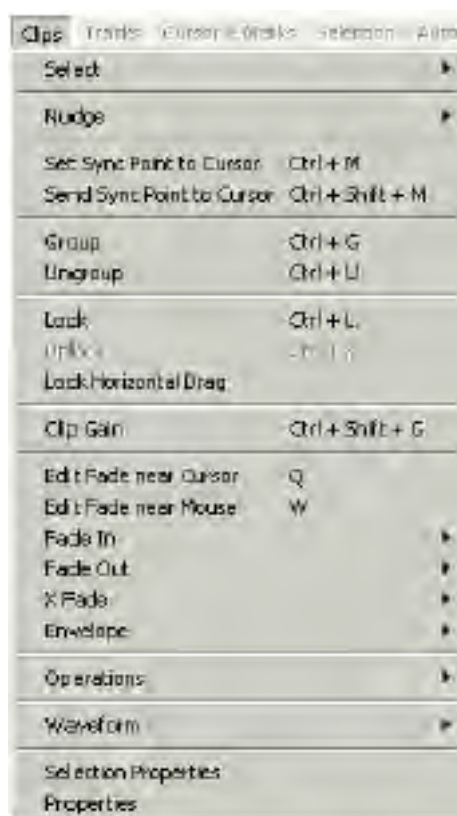 Clips Tracks Selection
Select
Nudge
Set Sync Point to Cursor Ctrl + M
Send Sync Point to Cursor Ctrl + Shift + M
Group Ctrl + G
Ungroup Ctrl + U
Lock Ctrl + L
Unlock
Lock Horizontal Drag
Clip Gain Ctrl + Shift + G
Edit Fade near Cursor Q
Edit Fade near Mouse W
Fade In
Fade Out
X Fade
Envelope
Operations
Waveform
Selection Properties
Properties